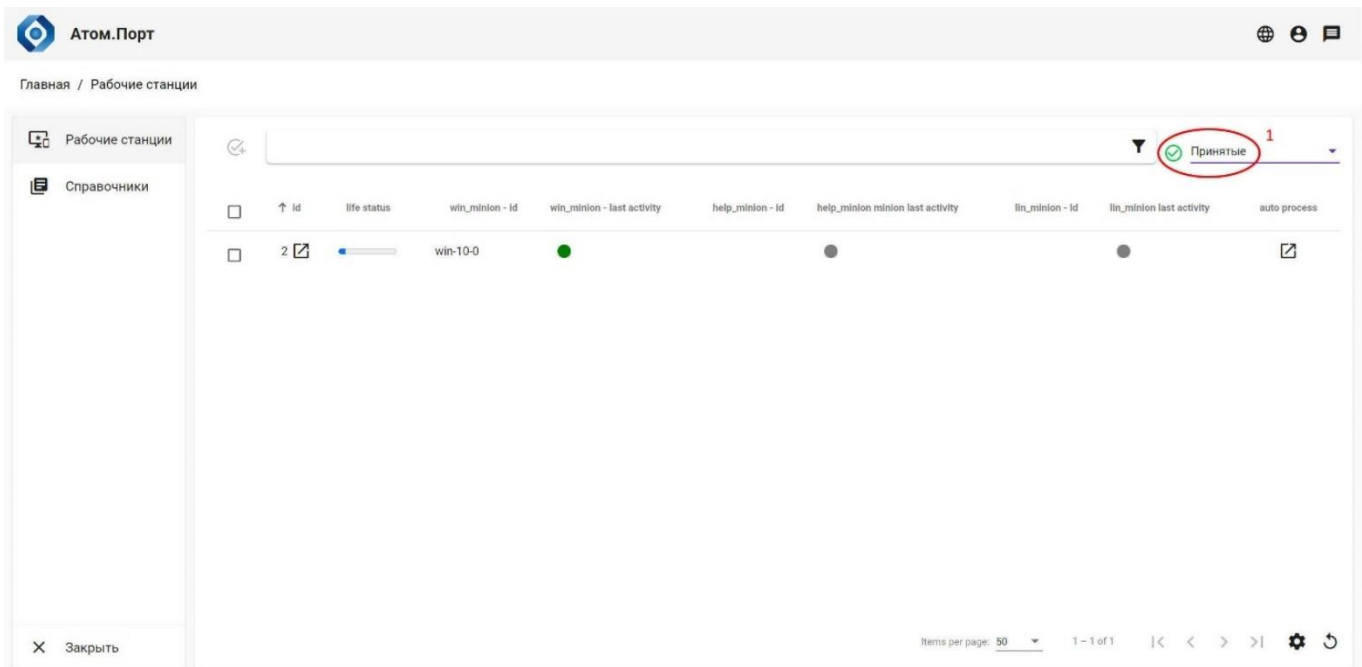 Атом.Порт
Главная / Рабочие станции
Рабочие станции
Справочники
Принятые
1
id life status win_minion - id win_minion - last activity help_minion - id help_minion minion last activity lin_minion - id lin_minion last activity auto process
2 win-10-0
Закрыть
Items per page: 50 1 – 1 of 1